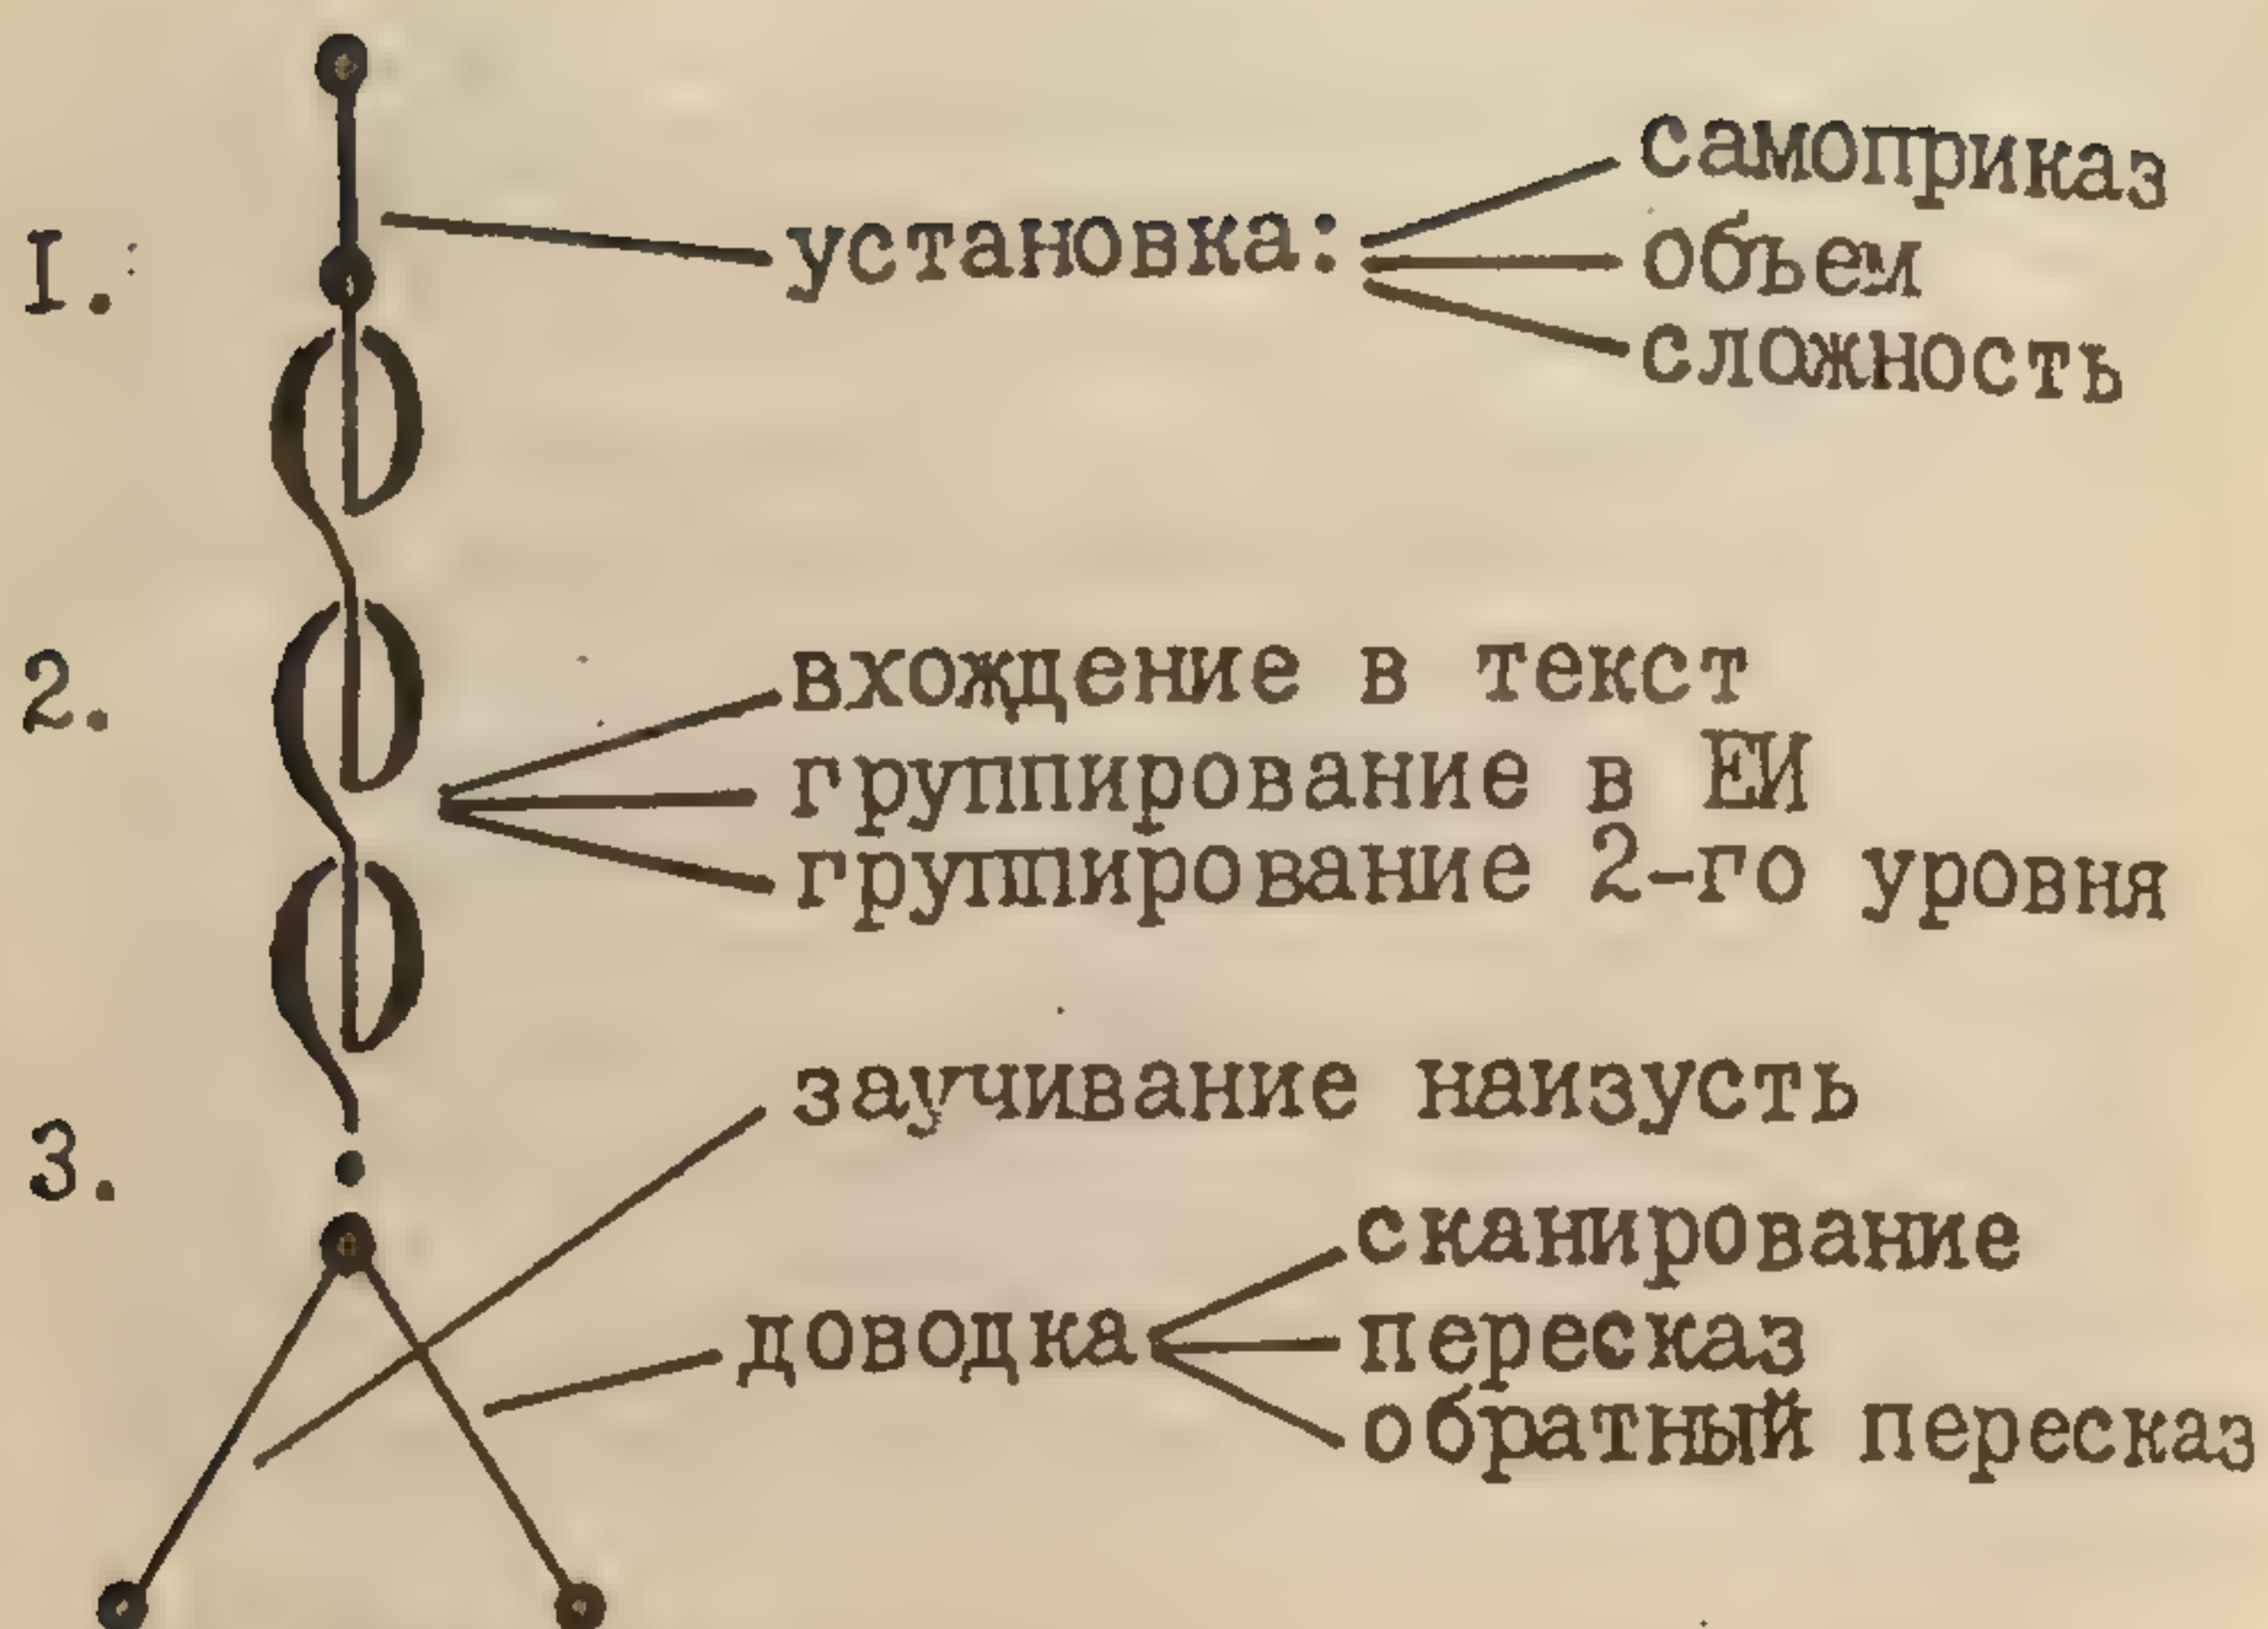 самоприказ
I. установка:
объем
сложность
2. вхождение в текст
группирование в ЕИ
группирование 2-го уровня
заучивание наизусть
3.
сканирование
доводка пересказ
обратный пересказ